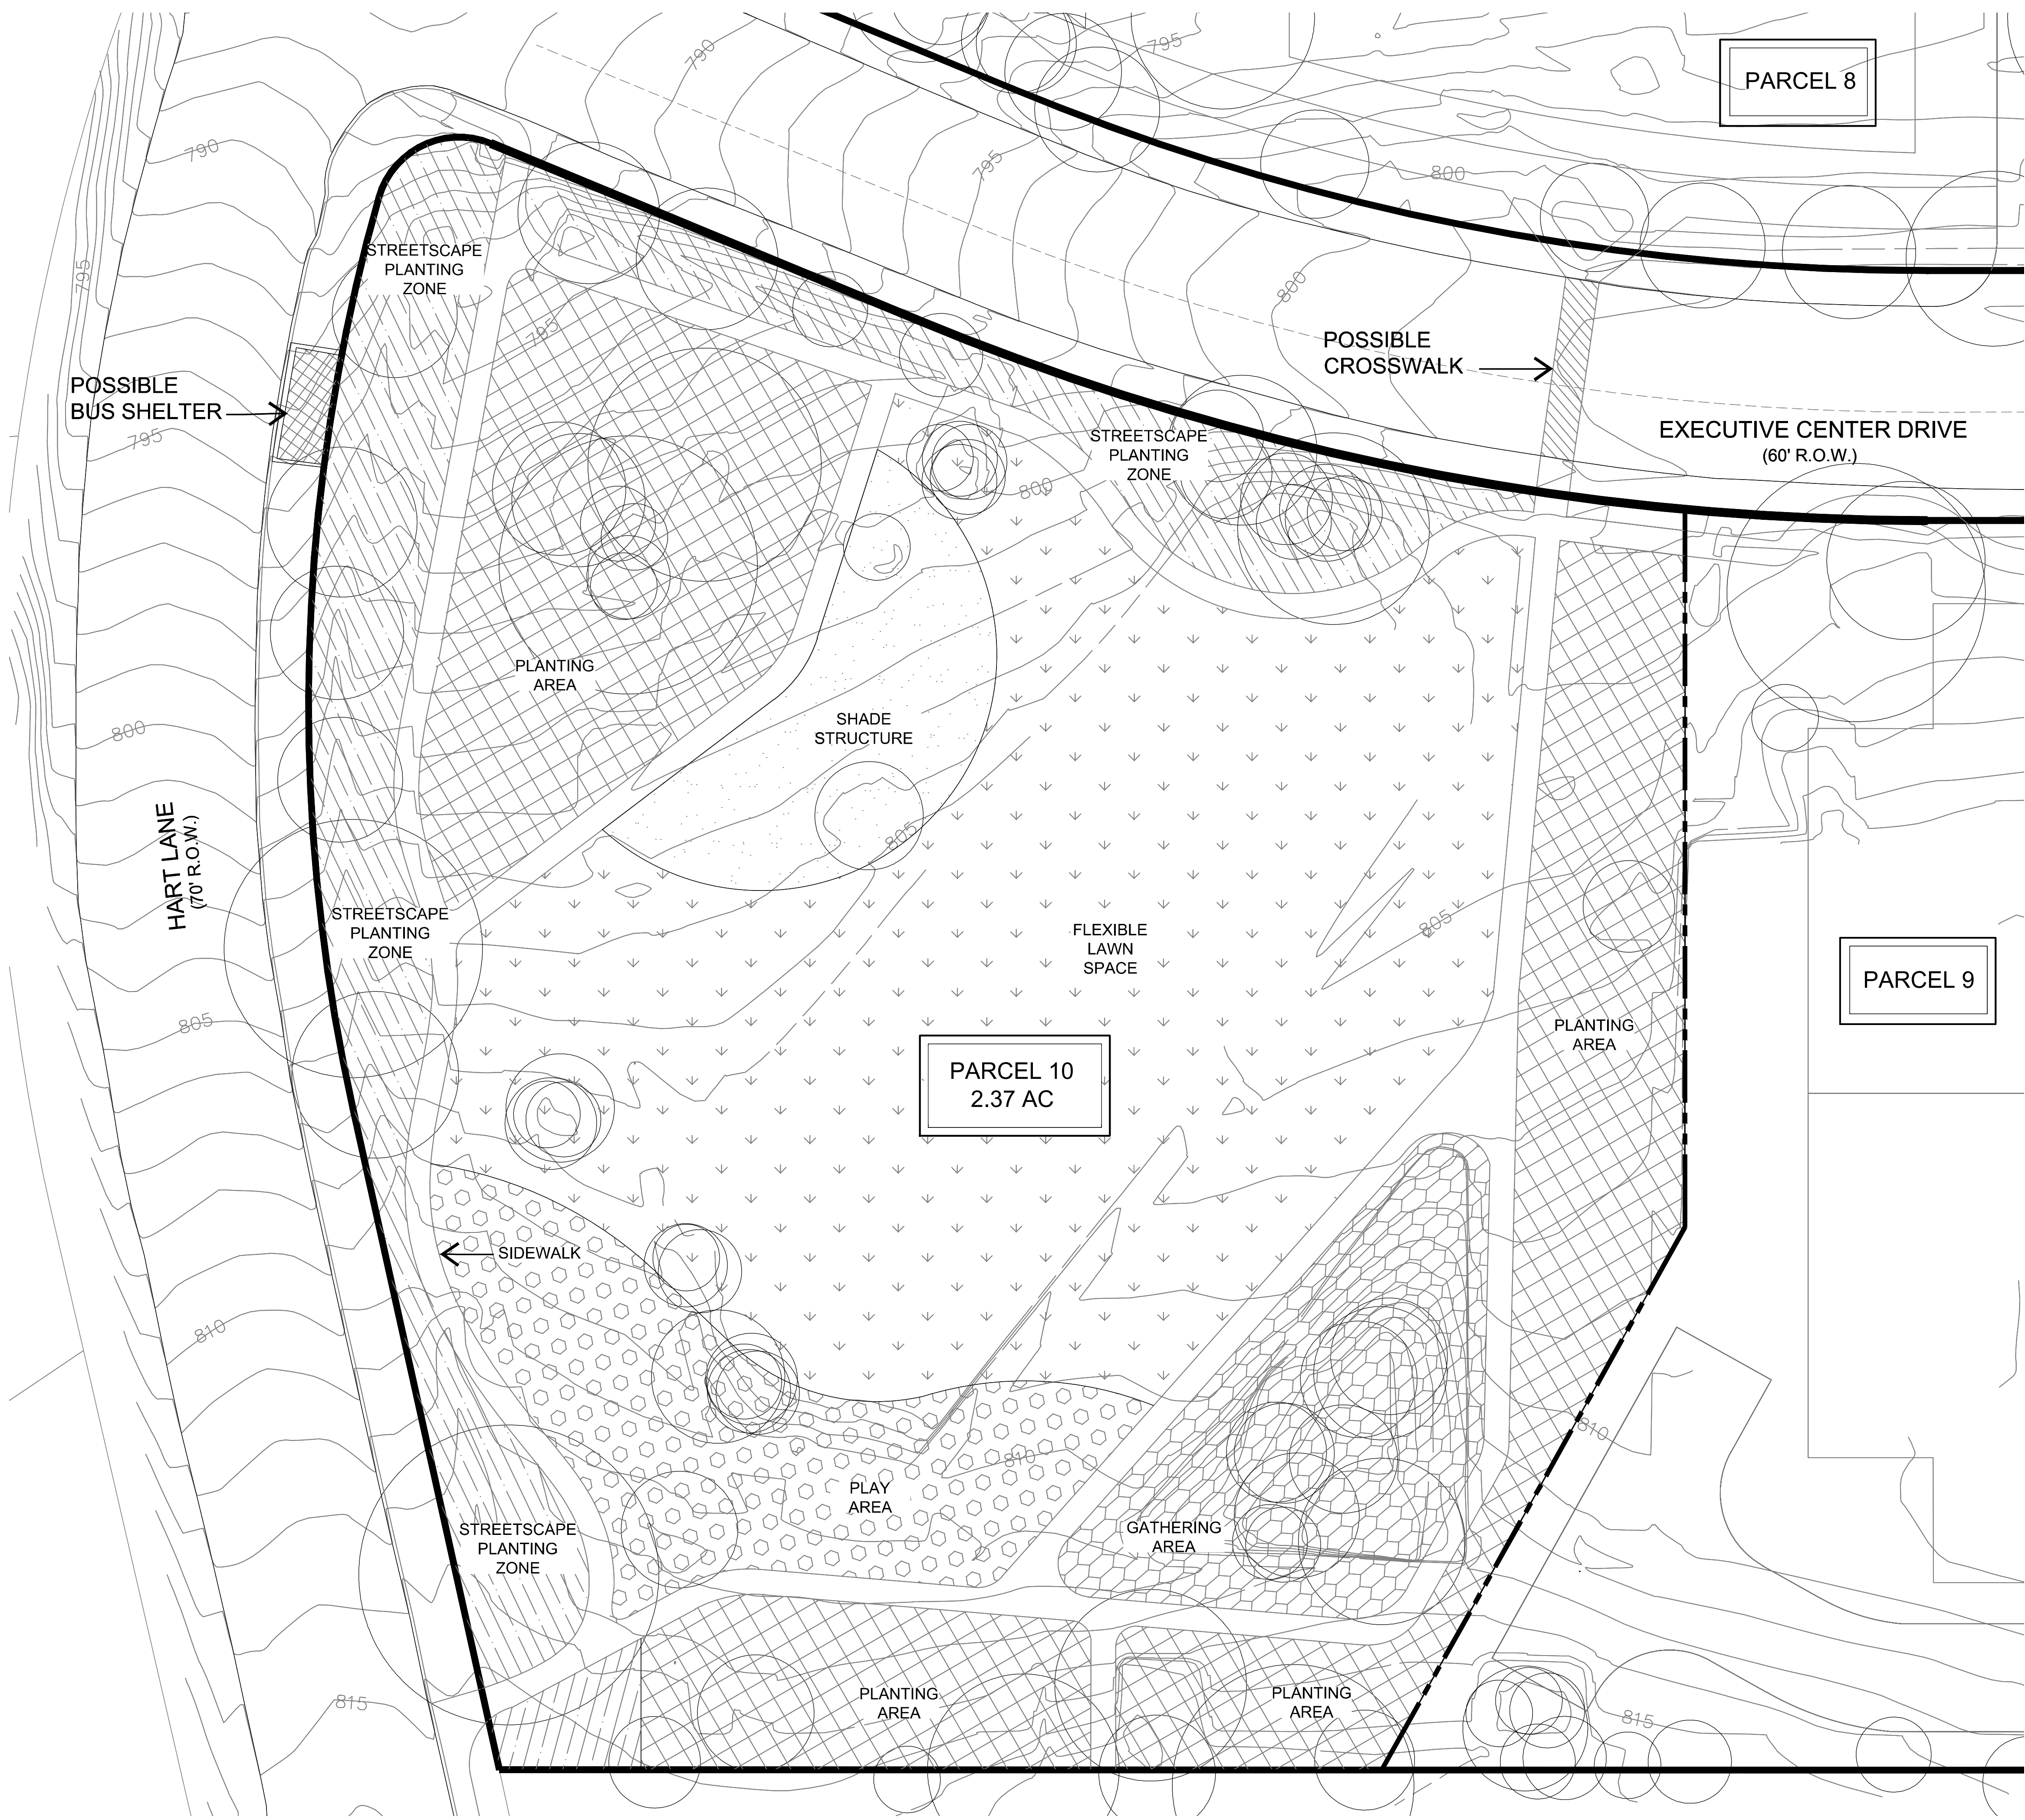 790
795
PARCEL 8
790
795
800
STREETSCAPE
PLANTING
ZONE
795
800
795
POSSIBLE
CROSSWALK
POSSIBLE
BUS SHELTER
795
EXECUTIVE CENTER DRIVE
(60' R.O.W.)
STREETSCAPE
PLANTING
ZONE
800
PLANTING
AREA
SHADE
STRUCTURE
800
HART LANE
(70' R.O.W.)
805
STREETSCAPE
PLANTING
ZONE
FLEXIBLE
LAWN
SPACE
805
PARCEL 9
805
PLANTING
AREA
PARCEL 10
2.37 AC
SIDEWALK
810
810
810
PLAY
AREA
GATHERING
AREA
STREETSCAPE
PLANTING
ZONE
815
PLANTING
AREA
PLANTING
AREA
815